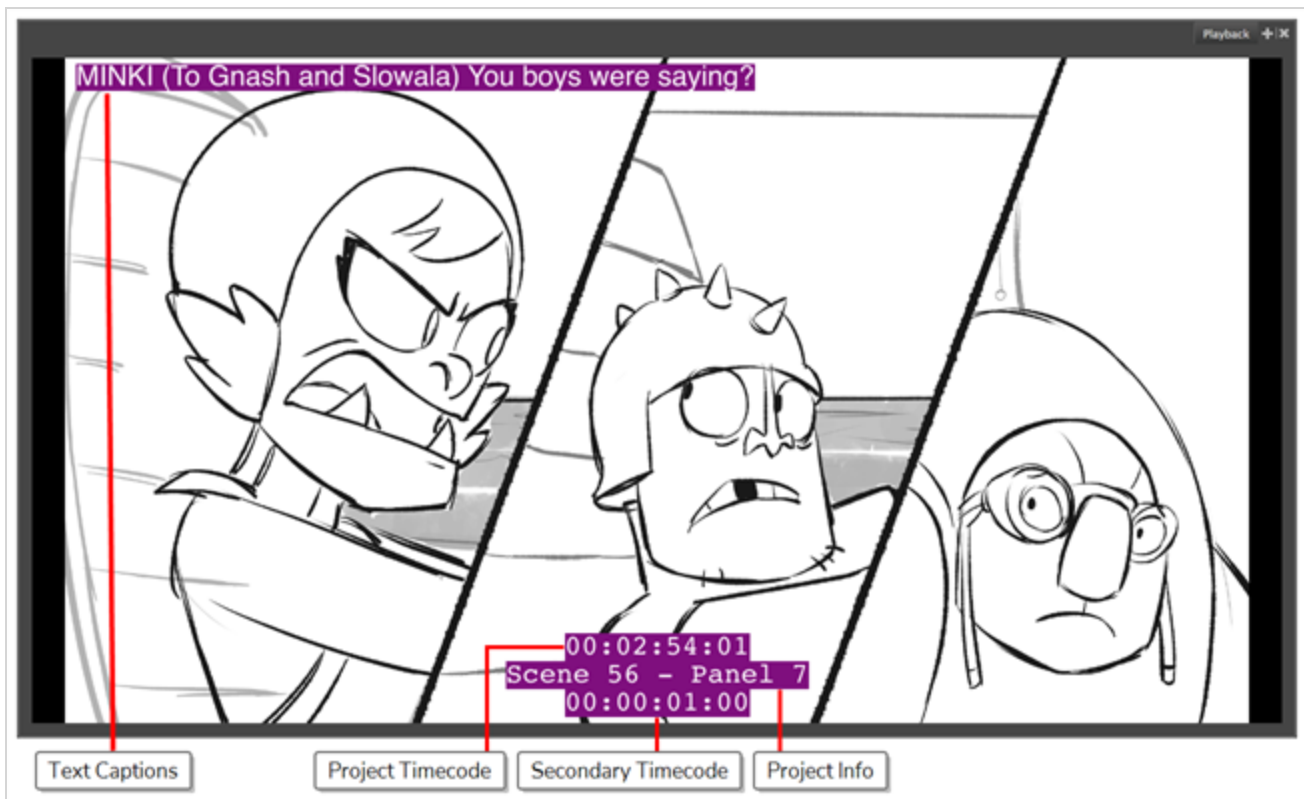 Playback
MINKI (To Gnash and Slowala) You boys were saying?
00:02:54:01
Scene 56 - Panel 7
00:00:01:00
Text Captions
Project Timecode
Secondary Timecode
Project Info